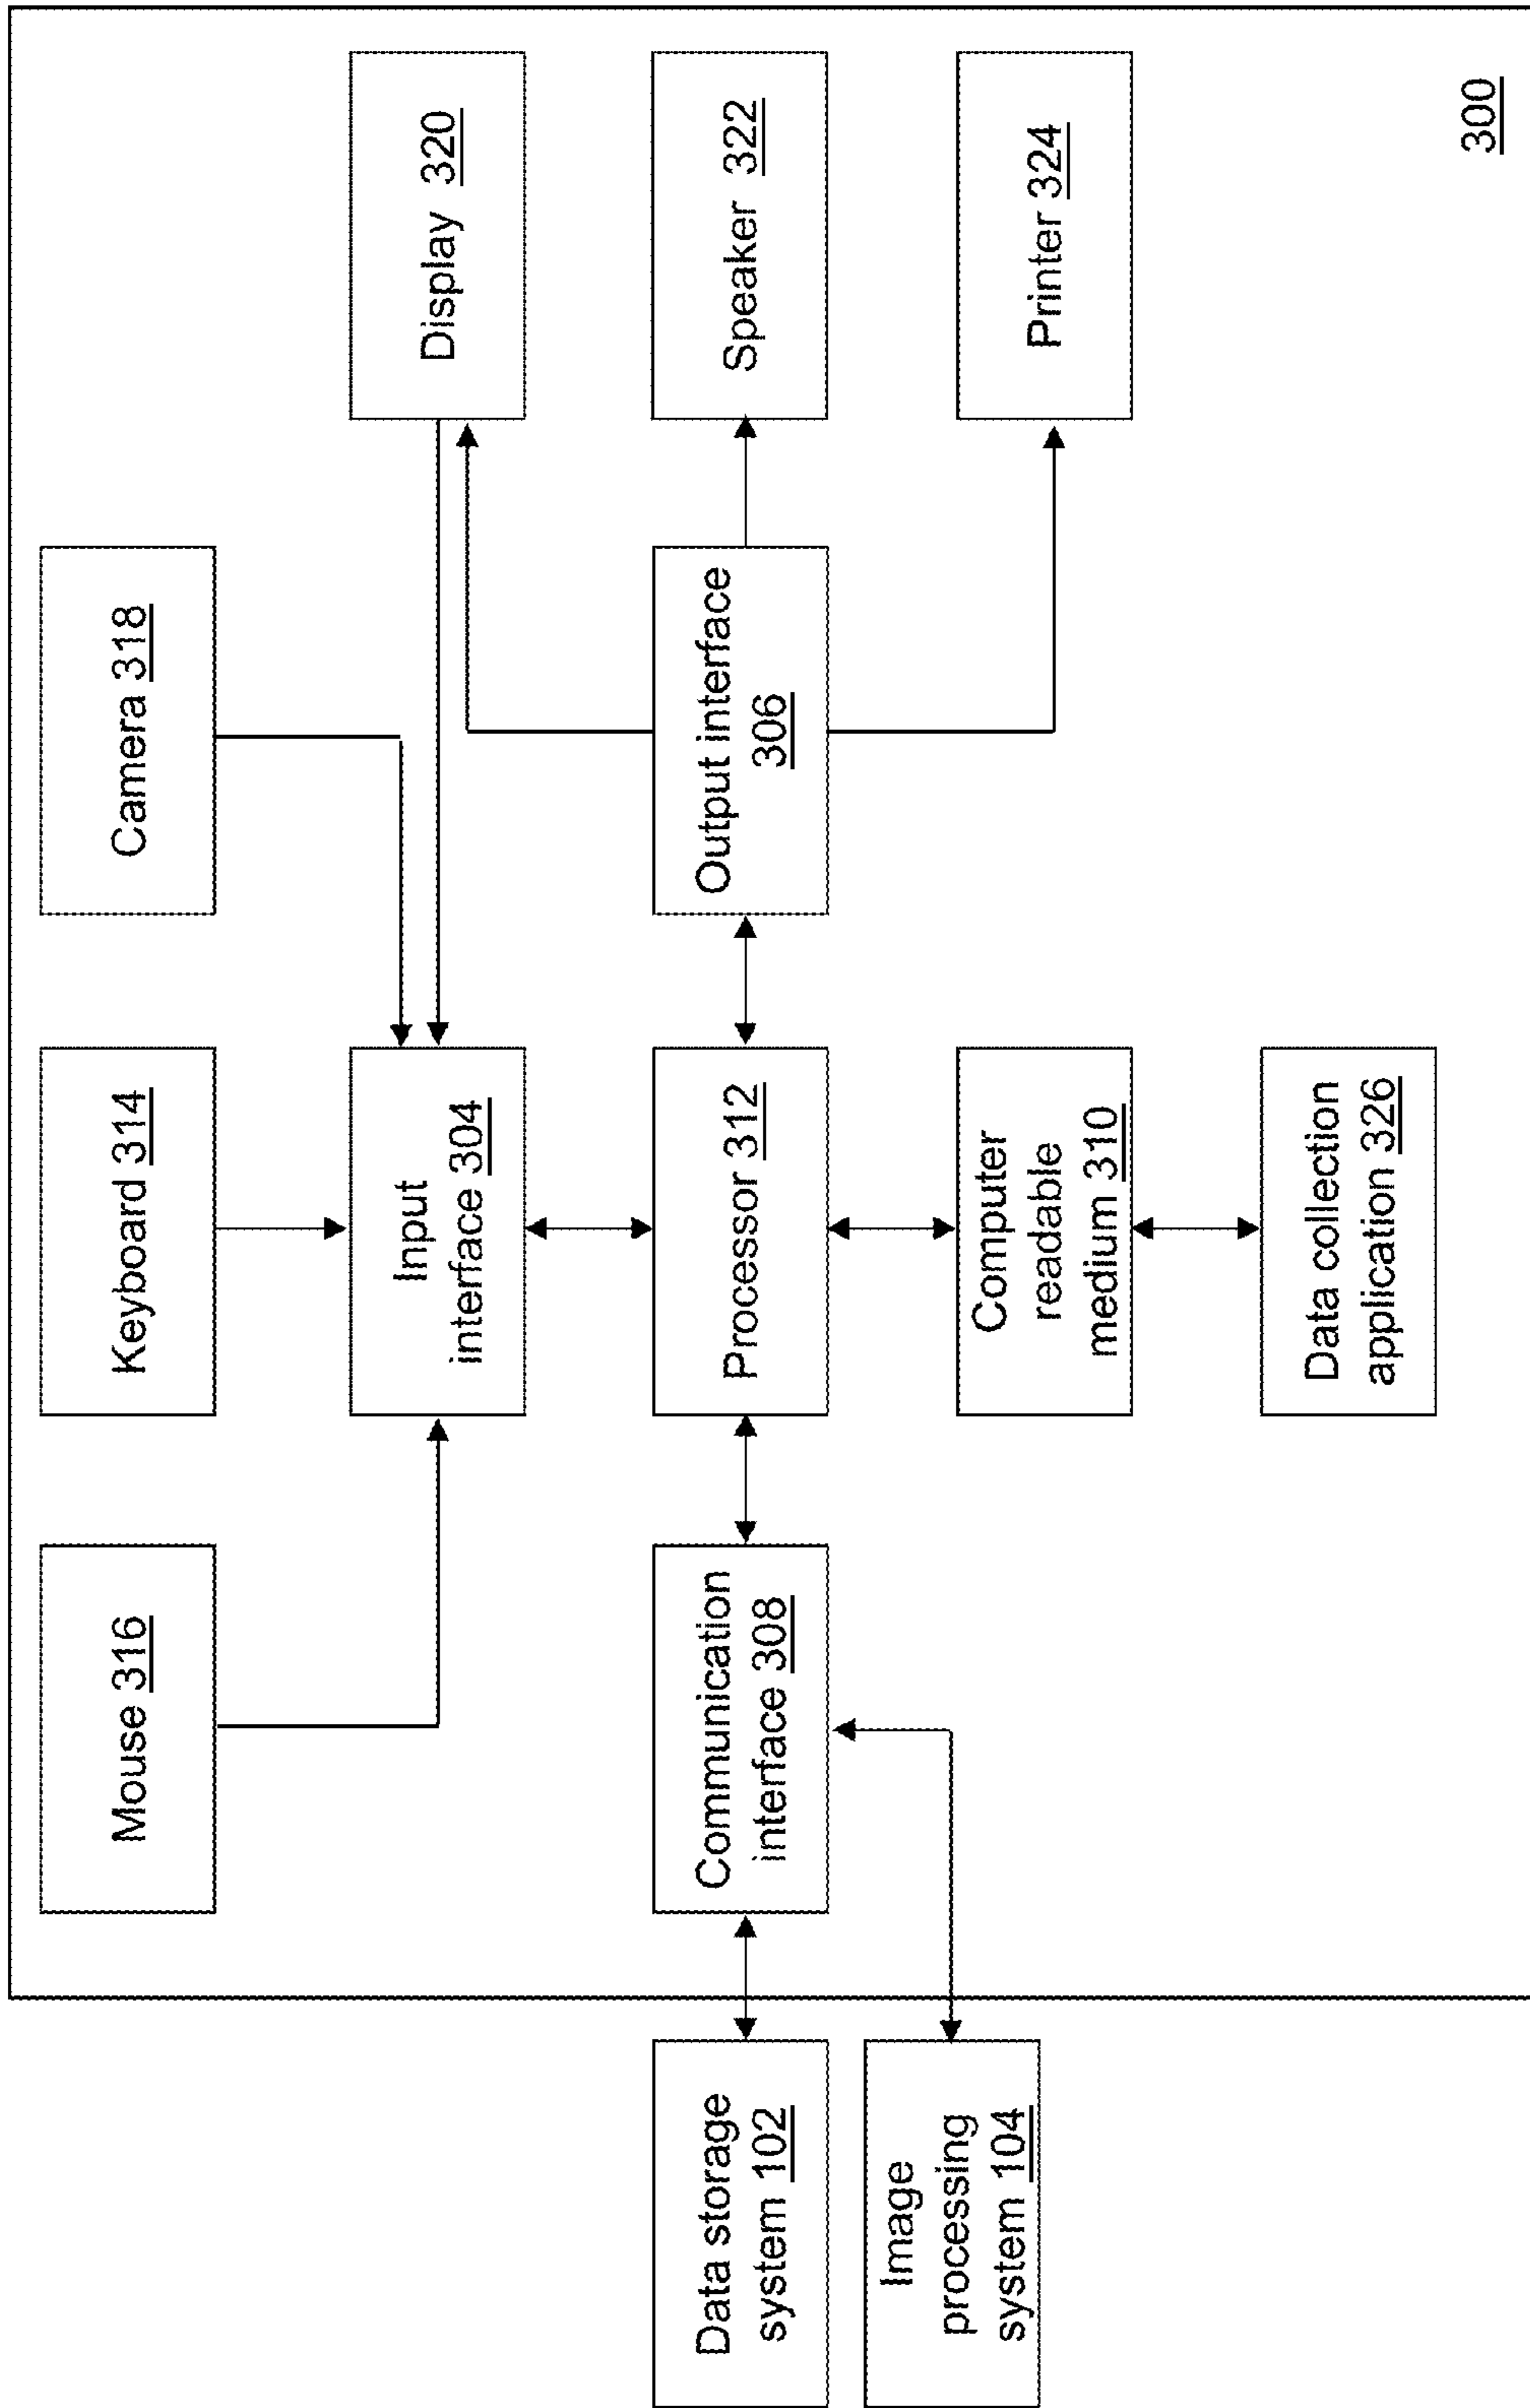 Mouse 316
Keyboard 314
Camera 318
Input
interface 304
Display 320
Data storage
system 102
Communication
interface 308
Processor 312
Output interface
306
Speaker 322
Image
processing
system 104
Computer
readable
medium 310
Printer 324
Data collection
application 326
300